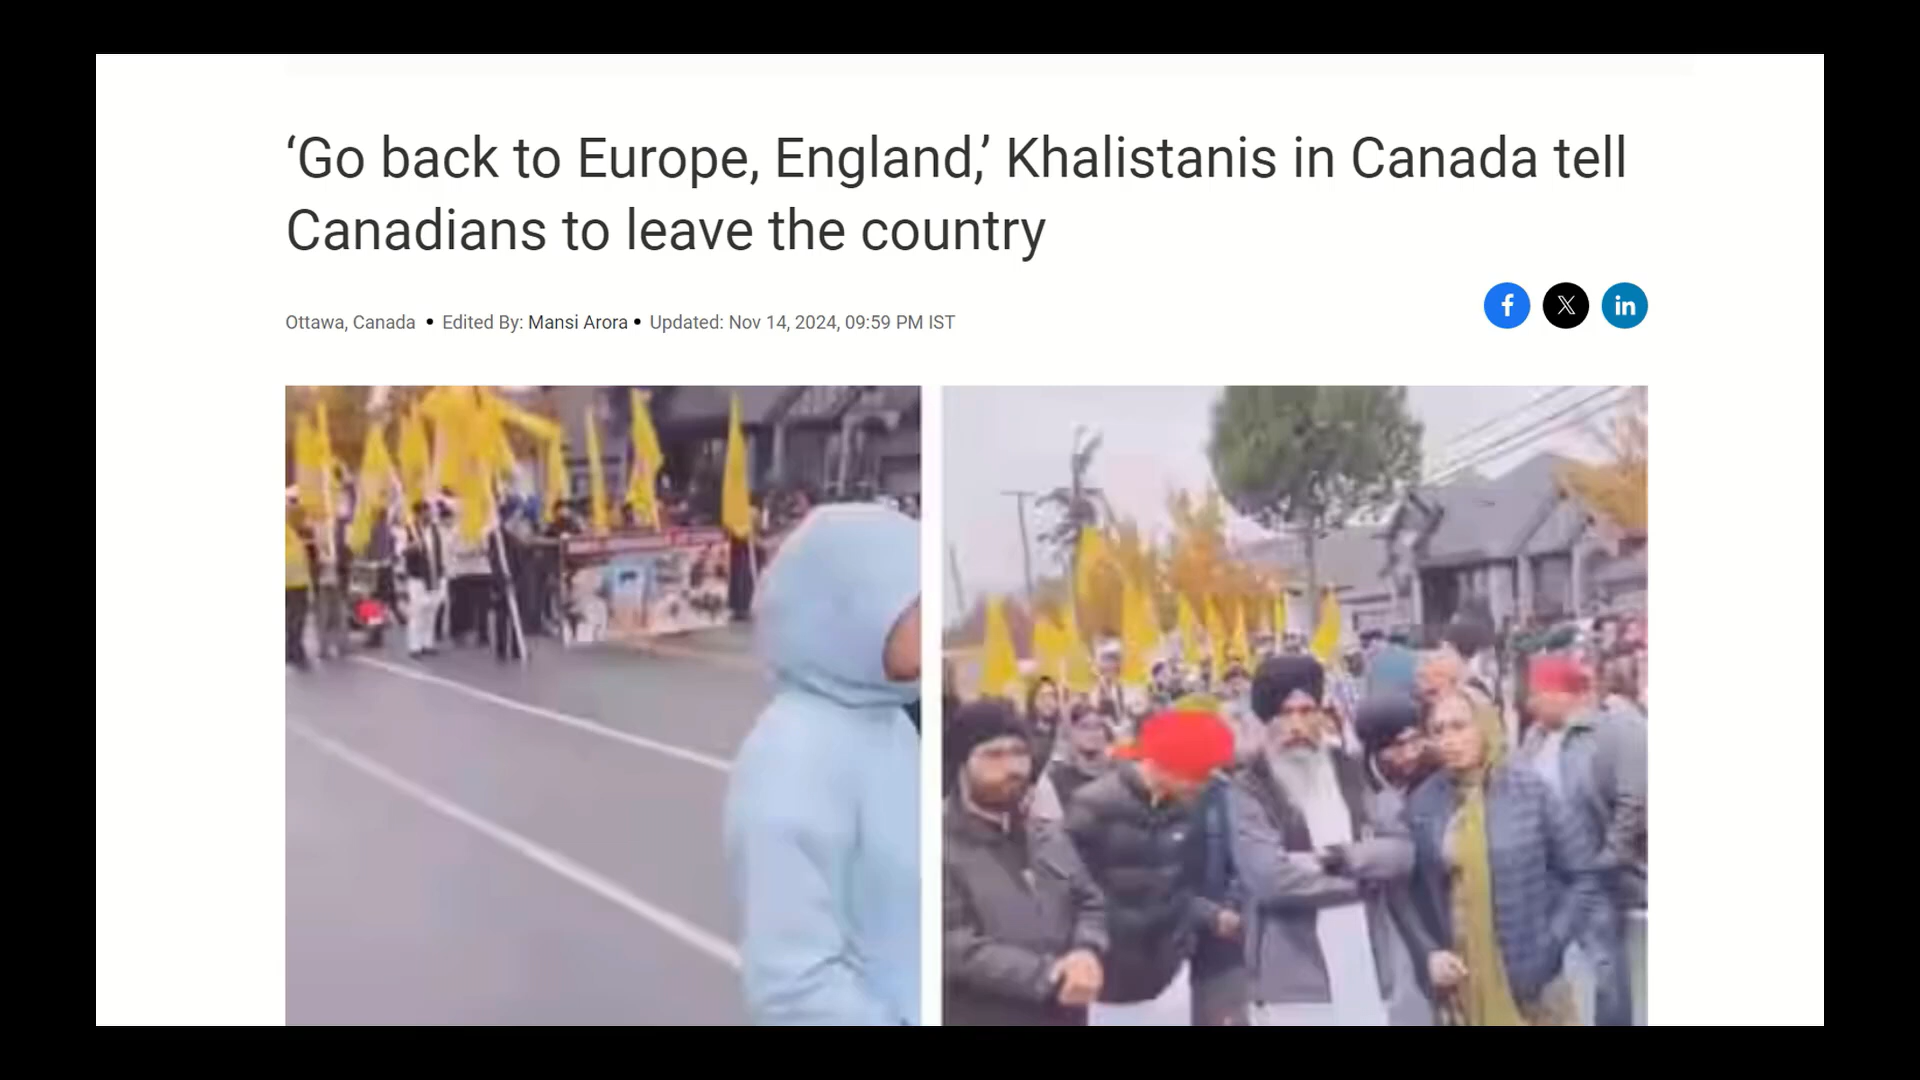 ‘Go back to Europe, England,’ Khalistanis in Canada tell
Canadians to leave the country
Ottawa, Canada • Edited By: Mansi Arora • Updated: Nov 14, 2024, 09:59 PM IST
f X in